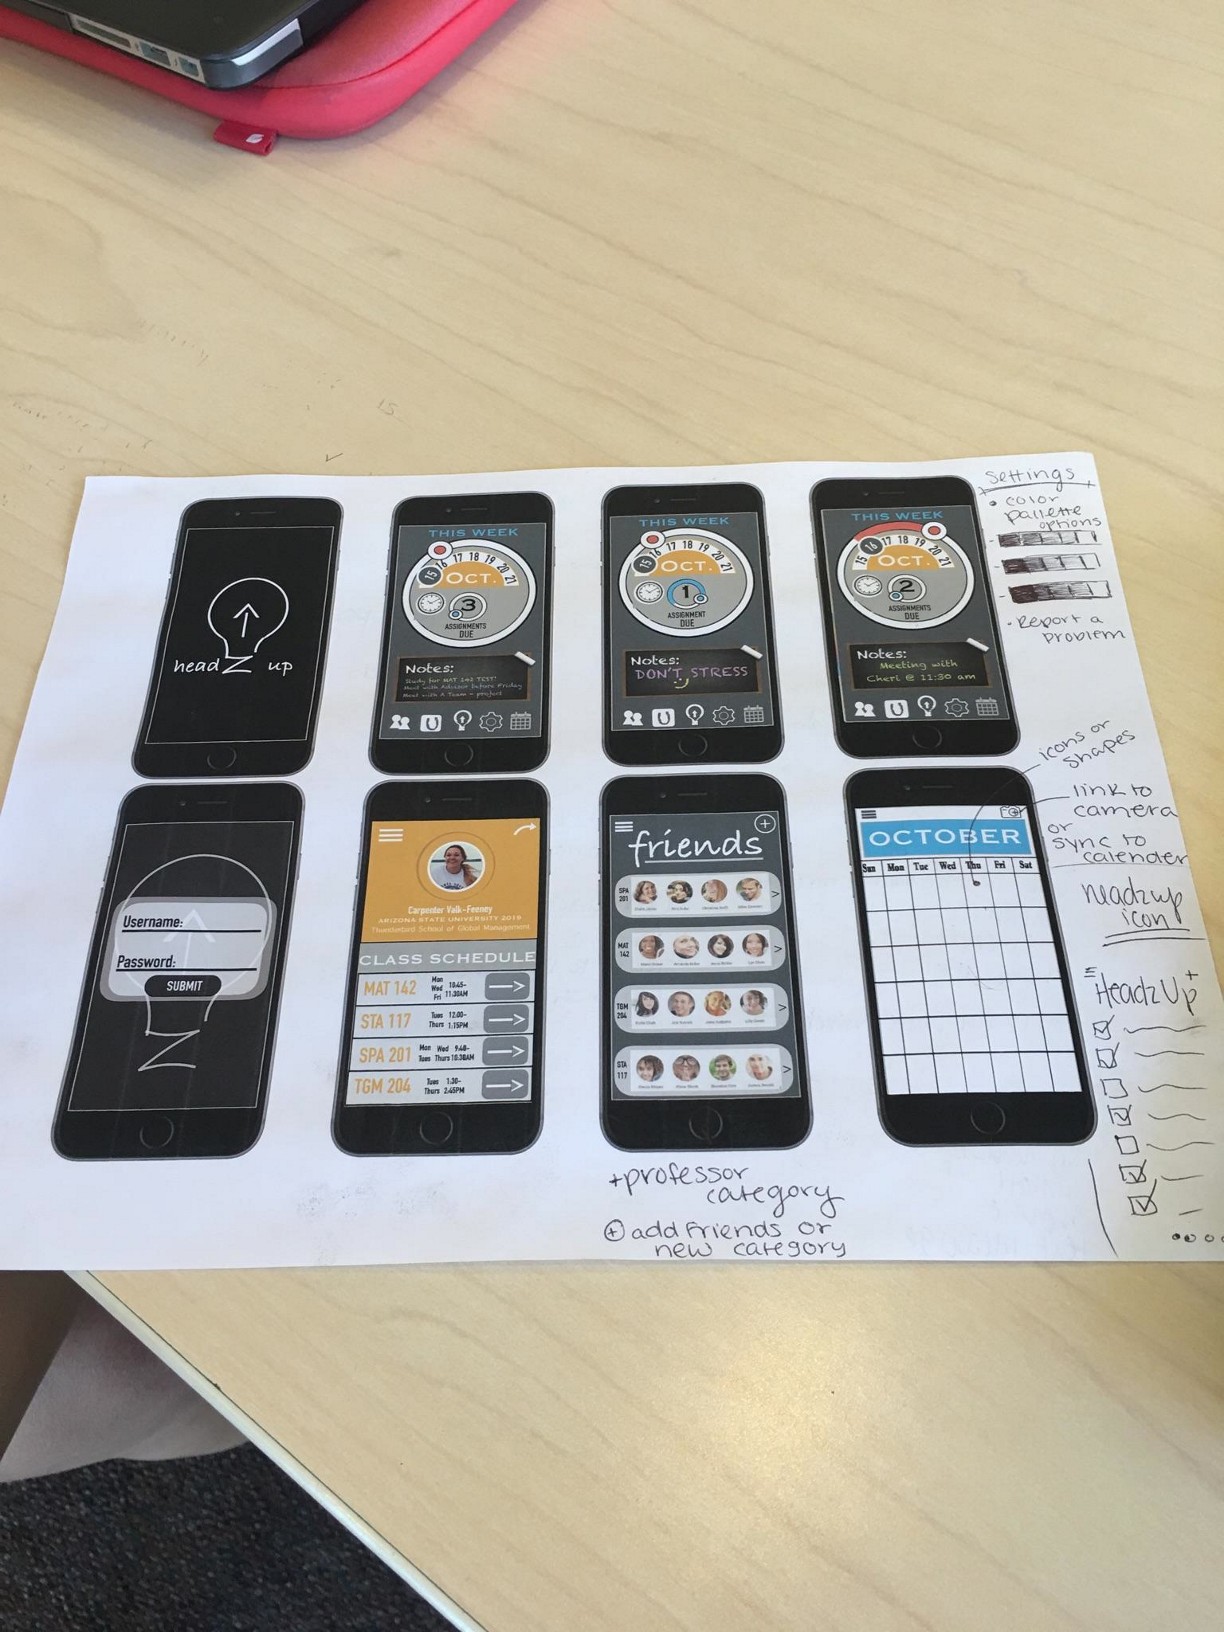 headZ up
THIS WEEK
15 16 17 18 19 20 21
OCT.
3
ASSIGNMENTS
DUE
Notes:
Study for MAT 142 TEST!
Meet with Advisor before Friday
Meet with A Team - project
THIS WEEK
15 16 17 18 19 20 21
OCT.
1
ASSIGNMENT
DUE
Notes:
DON'T STRESS
THIS WEEK
15 16 17 18 19 20 21
OCT.
2
ASSIGNMENTS
DUE
Notes:
Meeting with
Cheri @ 11:30 am
Settings
• color
pallette
options
• Report a
problem
Username:
Password:
SUBMIT
Carpenter Valk-Feeney
ARIZONA STATE UNIVERSITY 2019
Thunderbird School of Global Management
CLASS SCHEDULE
MAT 142 Mon Wed Fri 10:45-11:30AM
STA 117 Tues Thurs 12:00-1:15PM
SPA 201 Mon Wed Tues Thurs 9:40-10:30AM
TGM 204 Tues Thurs 1:30-2:45PM
friends
SPA
201
MAT
142
TGM
204
STA
117
OCTOBER
Sun Mon Tue Wed Thu Fri Sat
icons or
shapes
link to
camera
or
sync to
calender
headzup
icon
HeadzUp
+professor
category
+ add friends or
new category